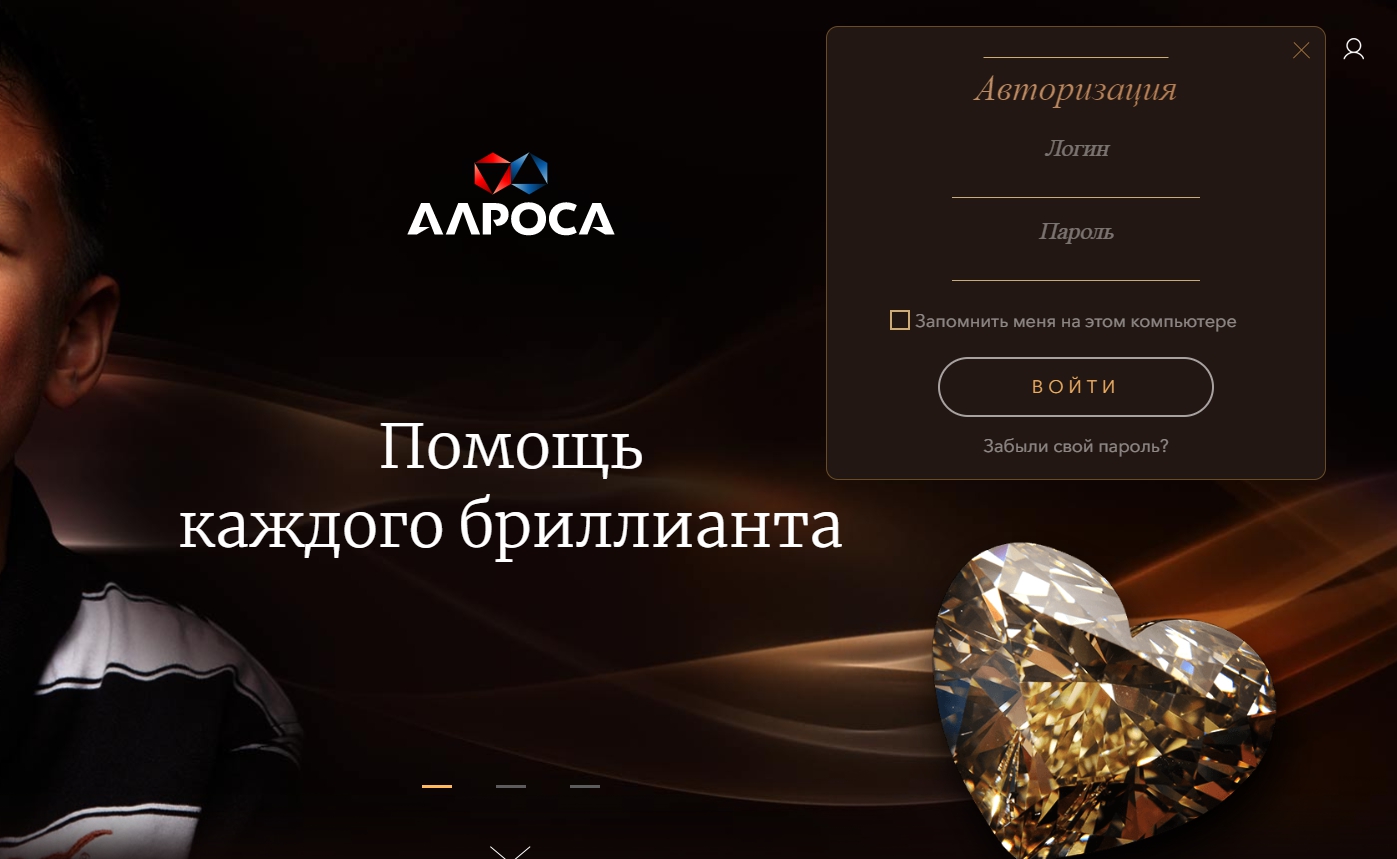 АЛРОСА
Помощь
каждого бриллианта
Авторизация
Логин
Пароль
Запомнить меня на этом компьютере
ВОЙТИ
Забыли свой пароль?